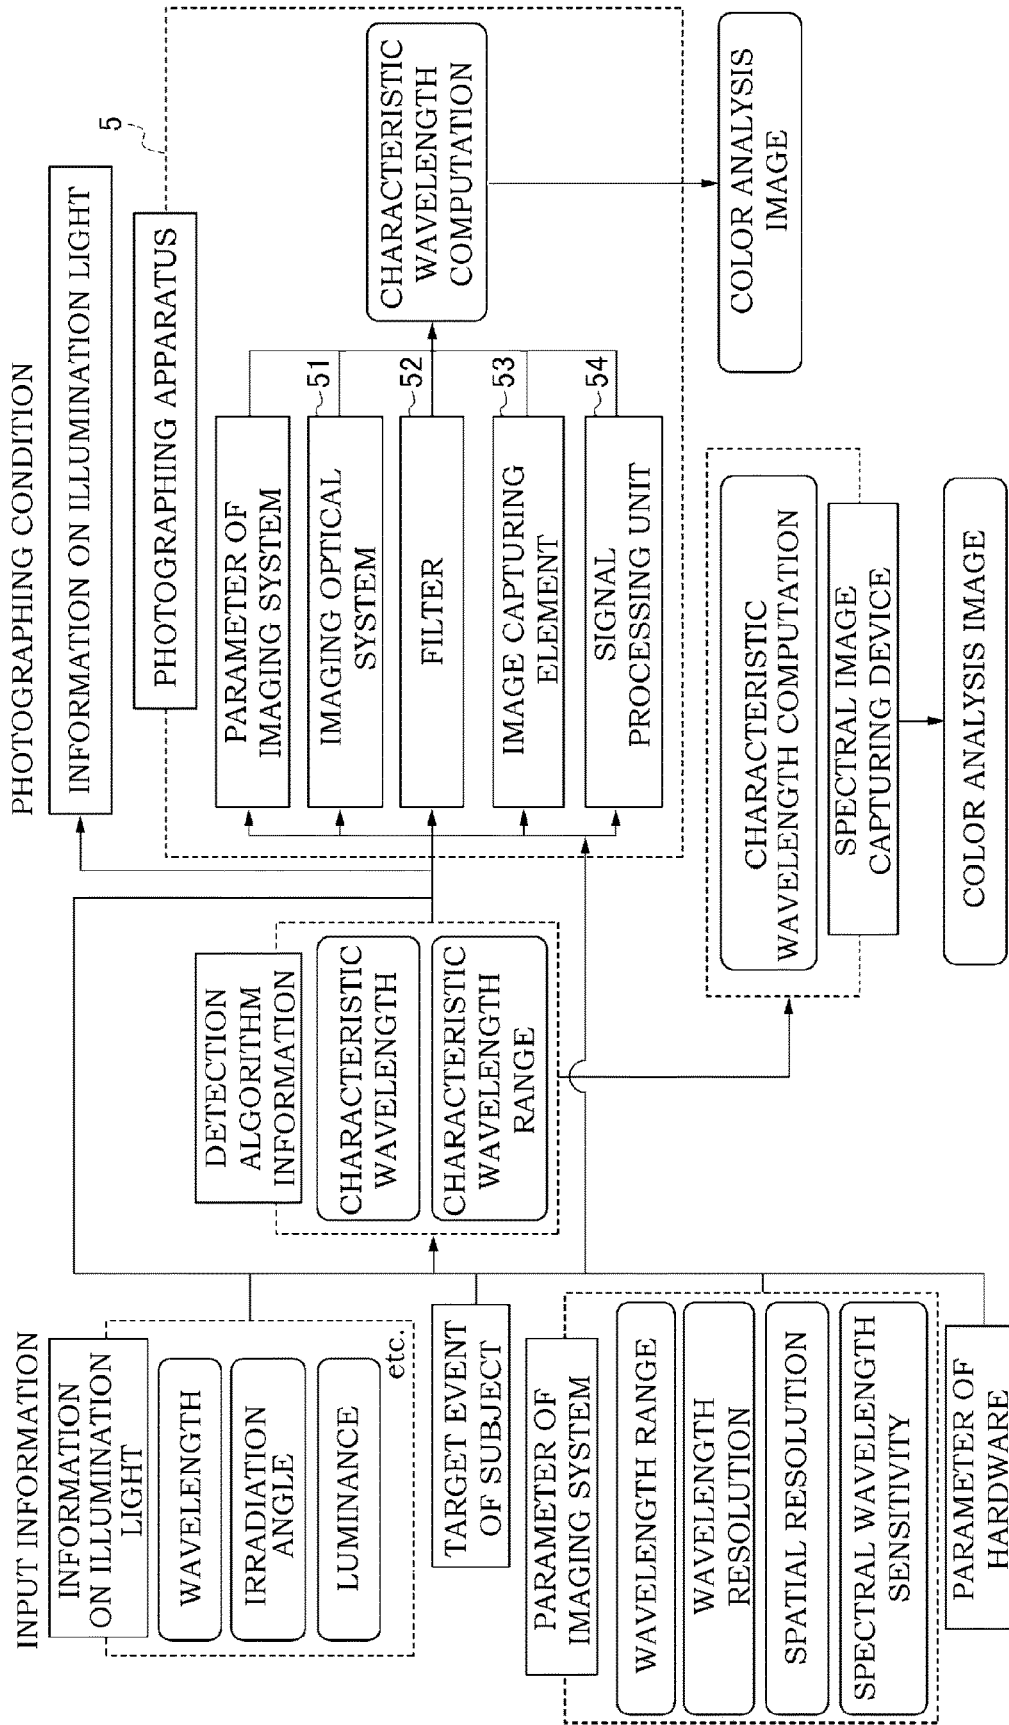 INPUT INFORMATION
INFORMATION
ON ILLUMINATION
LIGHT
WAVELENGTH
IRRADIATION
ANGLE
LUMINANCE
etc.
TARGET EVENT
OF SUBJECT
PARAMETER OF
IMAGING SYSTEM
WAVELENGTH RANGE
WAVELENGTH
RESOLUTION
SPATIAL RESOLUTION
SPECTRAL WAVELENGTH
SENSITIVITY
PARAMETER OF
HARDWARE
DETECTION
ALGORITHM
INFORMATION
CHARACTERISTIC
WAVELENGTH
CHARACTERISTIC
WAVELENGTH
RANGE
PHOTOGRAPHING CONDITION
INFORMATION ON ILLUMINATION LIGHT
5
PHOTOGRAPHING APPARATUS
PARAMETER OF
IMAGING SYSTEM
51
IMAGING OPTICAL
SYSTEM
52
FILTER
53
IMAGE CAPTURING
ELEMENT
54
SIGNAL
PROCESSING UNIT
CHARACTERISTIC
WAVELENGTH
COMPUTATION
COLOR ANALYSIS
IMAGE
CHARACTERISTIC
WAVELENGTH COMPUTATION
SPECTRAL IMAGE
CAPTURING DEVICE
COLOR ANALYSIS IMAGE